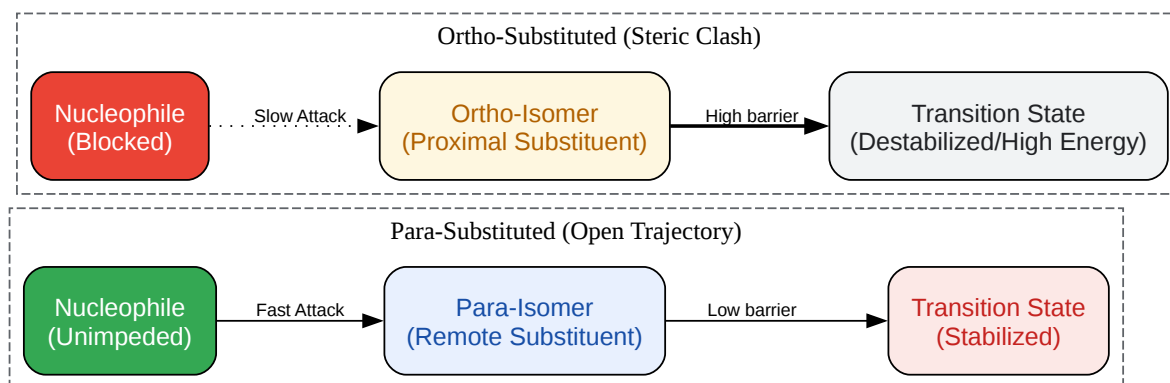 Ortho-Substituted (Steric Clash)
Nucleophile
(Blocked)
Slow Attack
Ortho-Isomer
(Proximal Substituent)
High barrier
Transition State
(Destabilized/High Energy)
Para-Substituted (Open Trajectory)
Nucleophile
(Unimpeded)
Fast Attack
Para-Isomer
(Remote Substituent)
Low barrier
Transition State
(Stabilized)